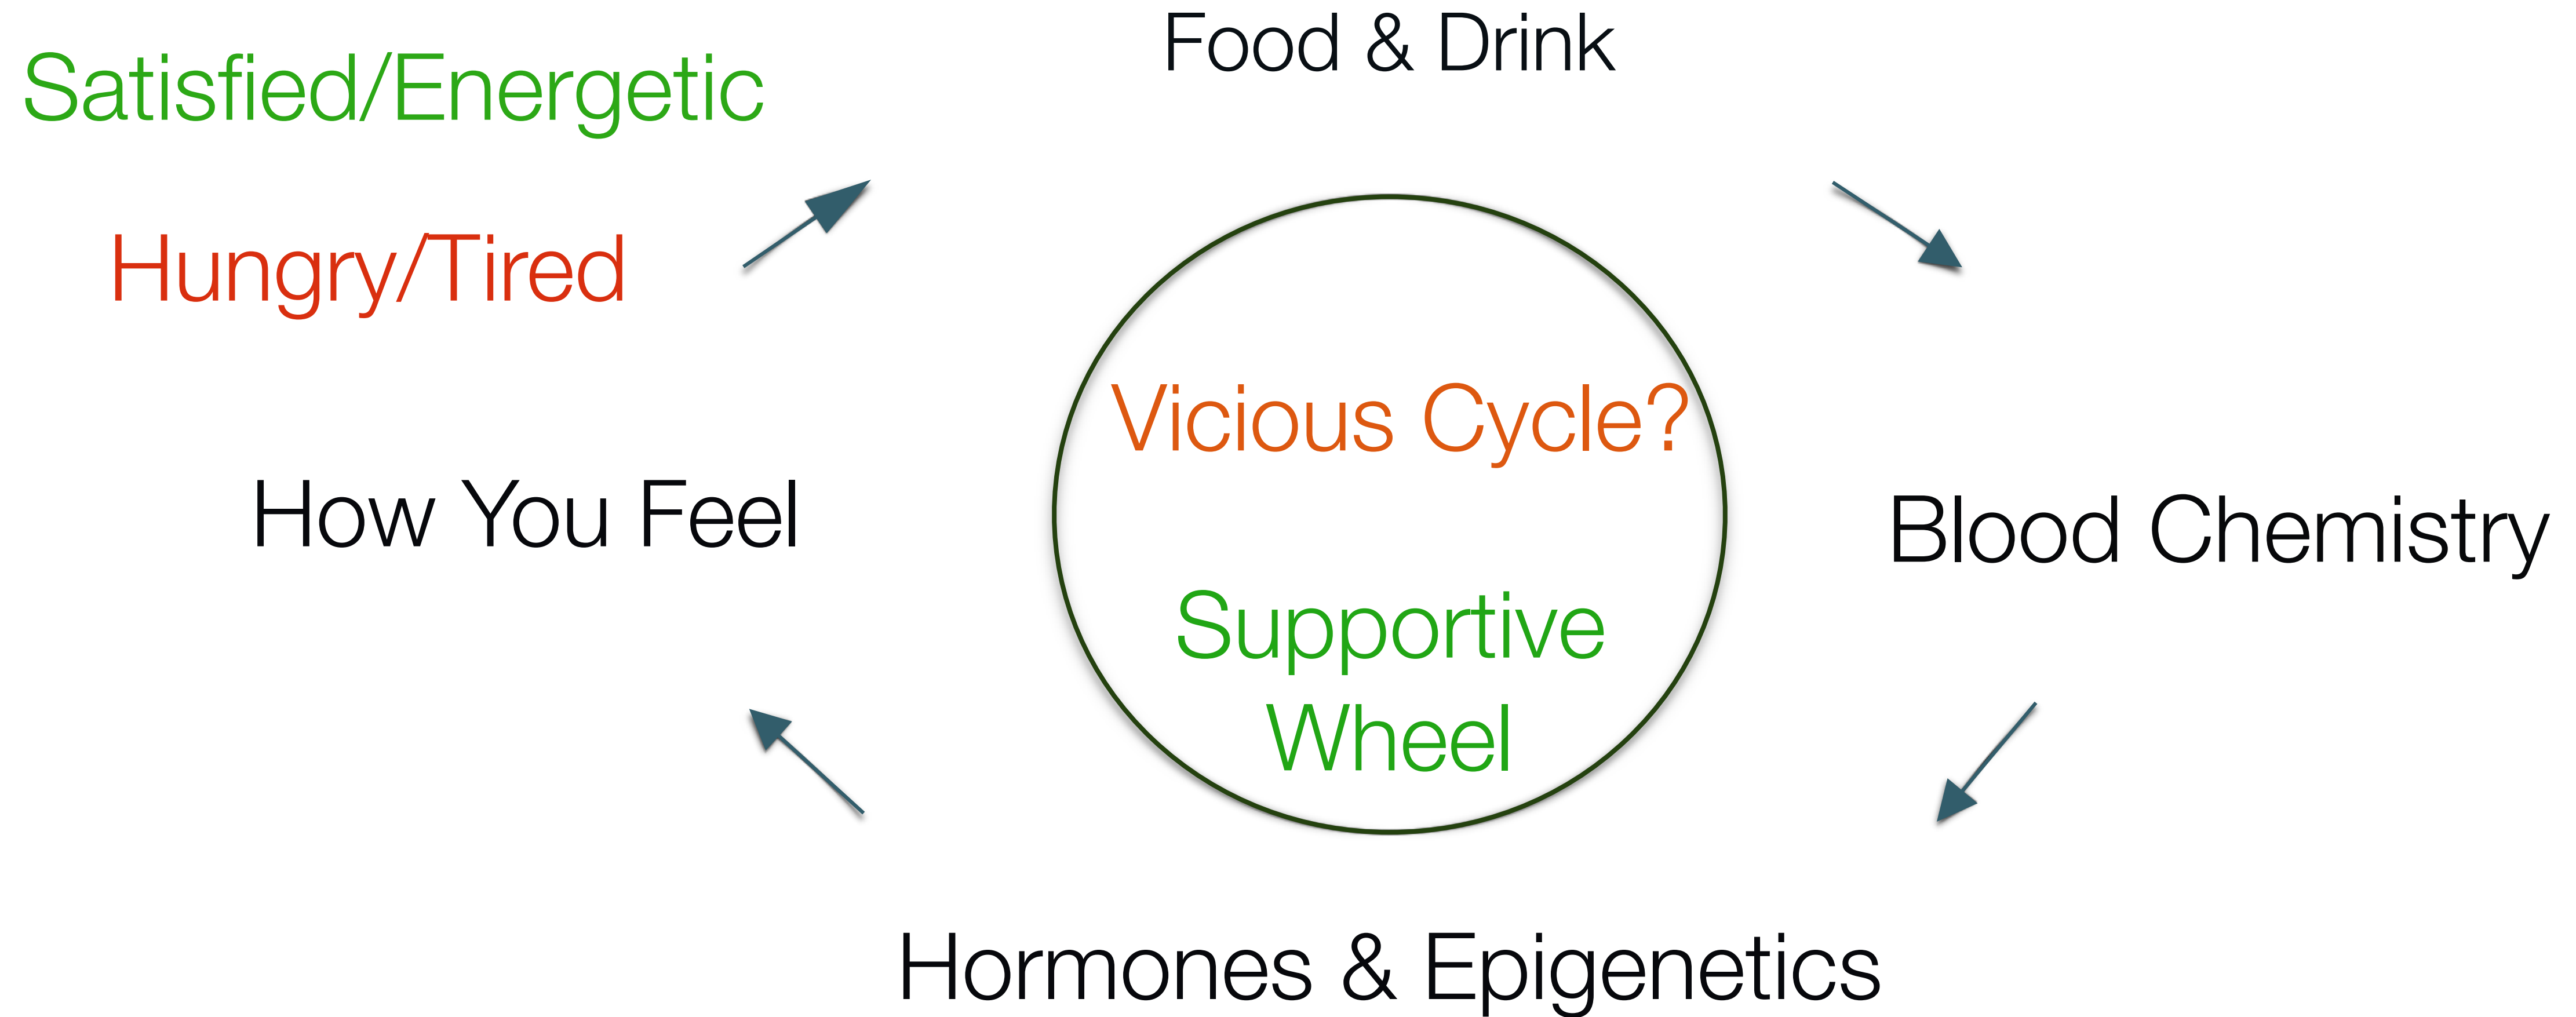 Food & Drink
Satisfied/Energetic
Hungry/Tired
Vicious Cycle?
How You Feel
Blood Chemistry
Supportive
Wheel
Hormones & Epigenetics